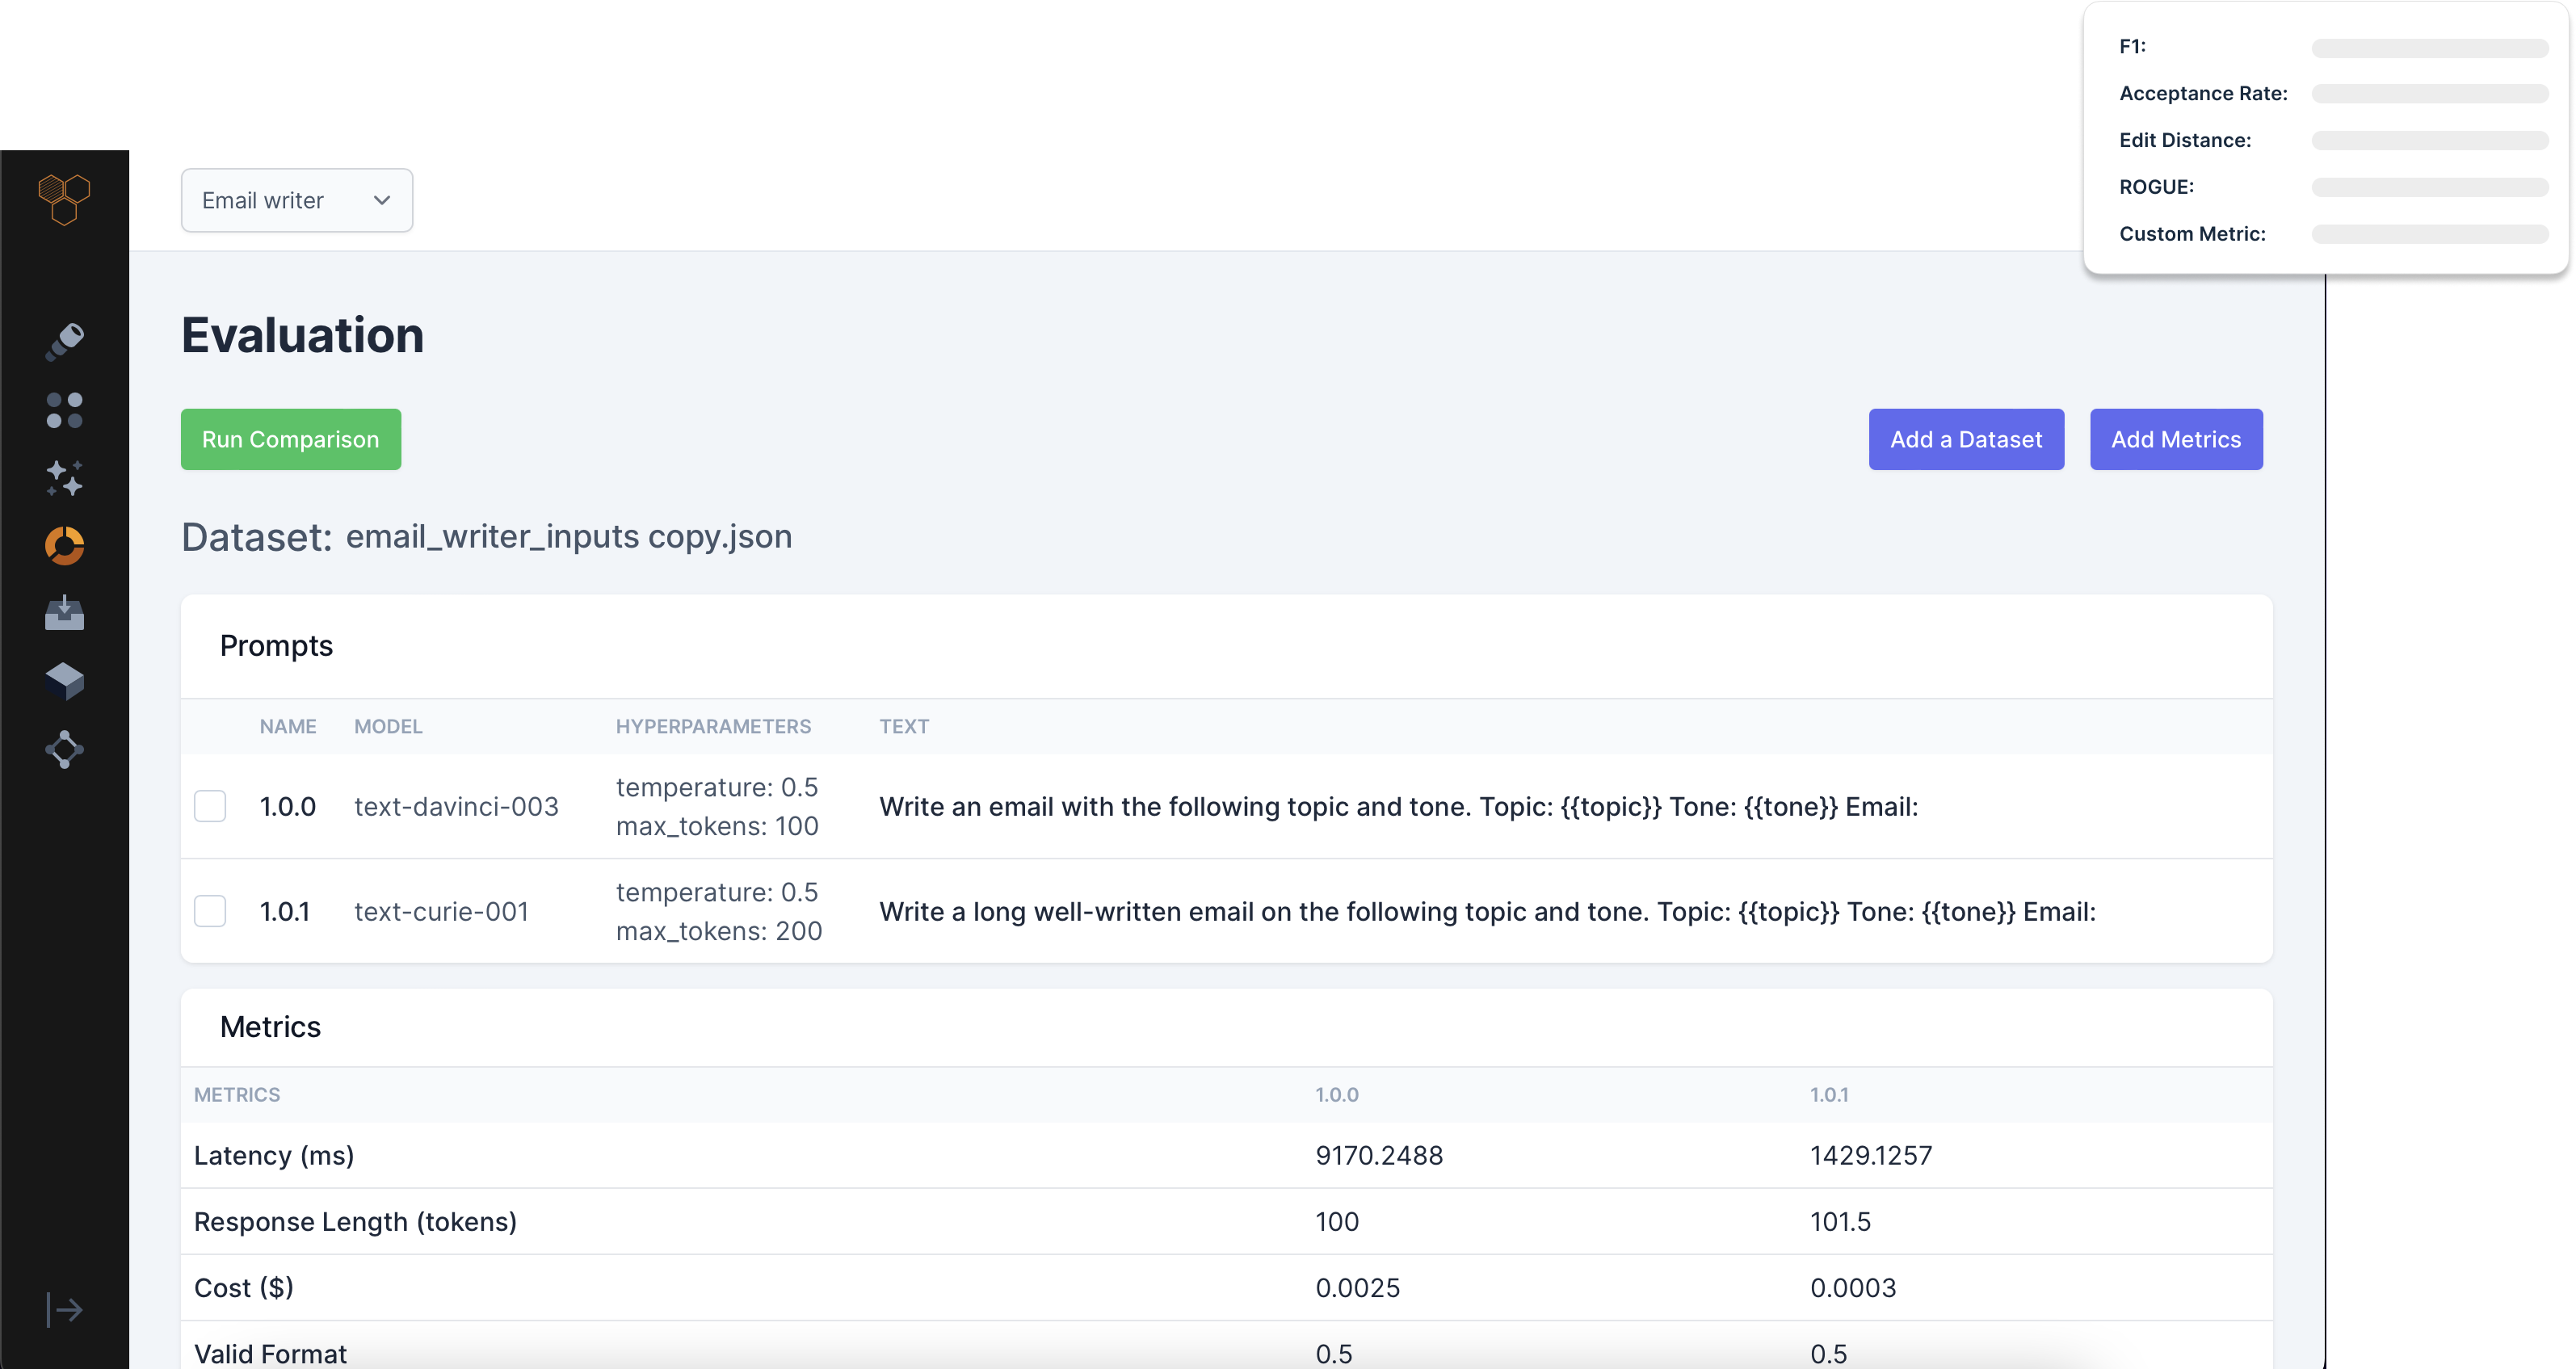 F1:
Acceptance Rate:
Edit Distance:
ROGUE:
Custom Metric:
Email writer
Evaluation
Run Comparison
Add a Dataset
Add Metrics
Dataset: email_writer_inputs copy.json
Prompts
NAME MODEL HYPERPARAMETERS TEXT
1.0.0 text-davinci-003 temperature: 0.5 max_tokens: 100 Write an email with the following topic and tone. Topic: {{topic}} Tone: {{tone}} Email:
1.0.1 text-curie-001 temperature: 0.5 max_tokens: 200 Write a long well-written email on the following topic and tone. Topic: {{topic}} Tone: {{tone}} Email:
Metrics
METRICS 1.0.0 1.0.1
Latency (ms) 9170.2488 1429.1257
Response Length (tokens) 100 101.5
Cost ($) 0.0025 0.0003
Valid Format 0.5 0.5